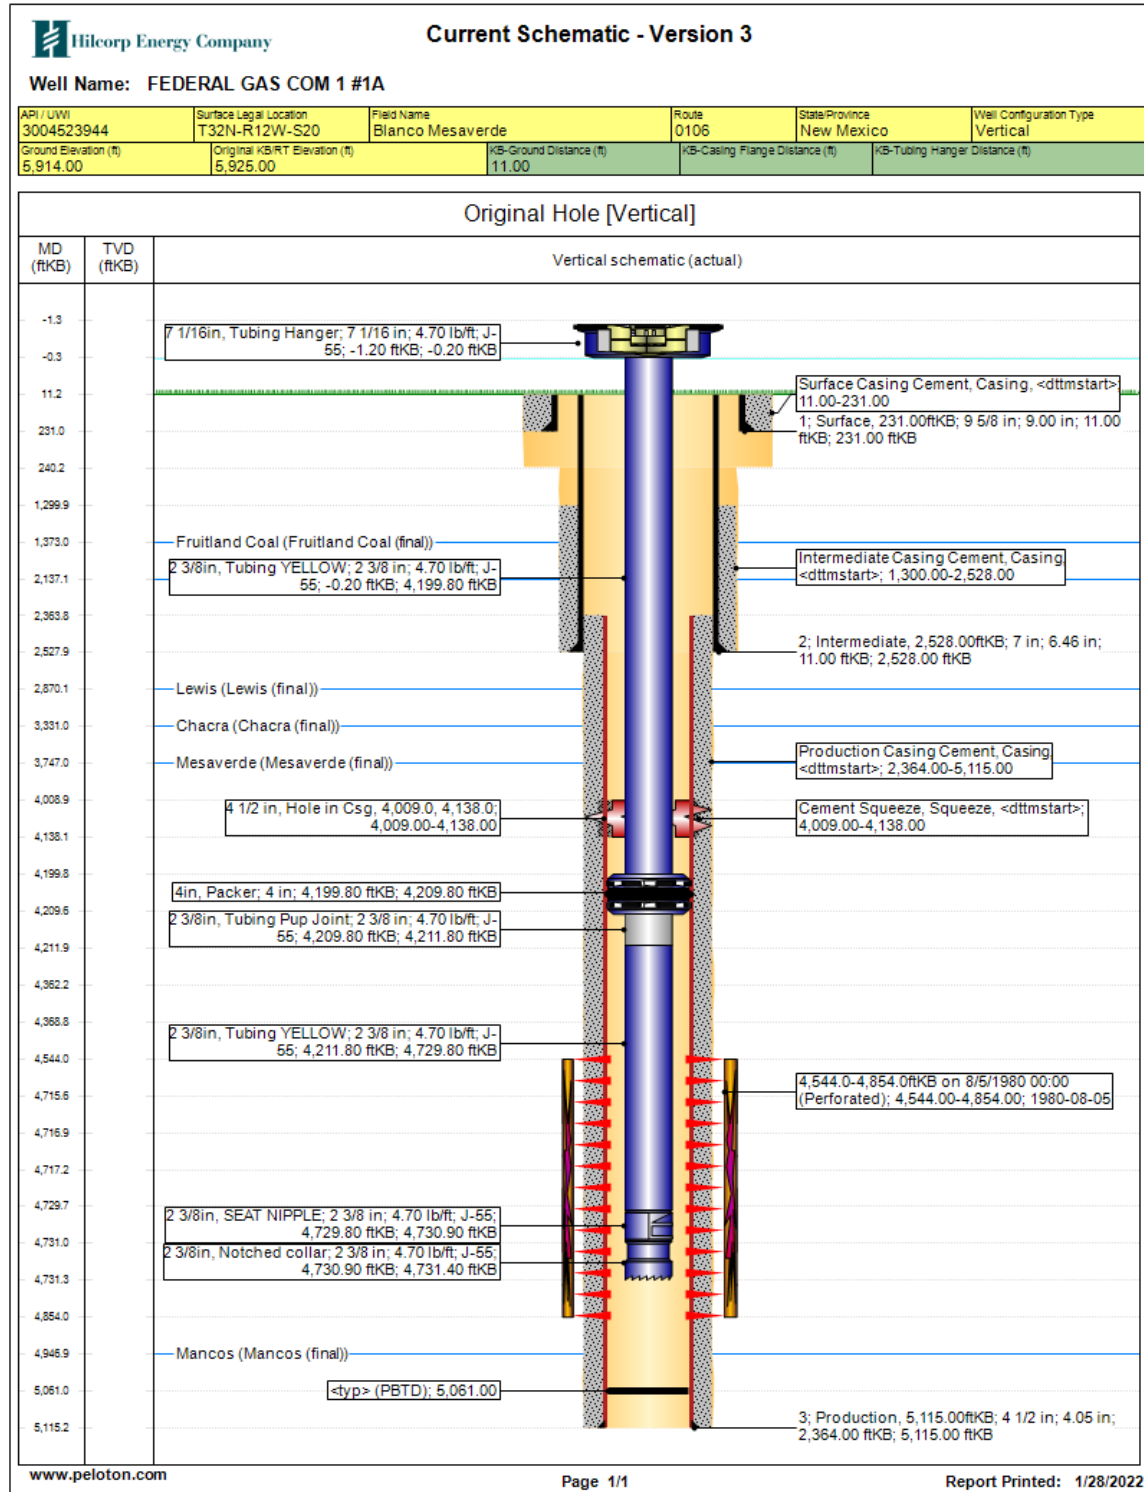 Hilcorp Energy Company
Current Schematic - Version 3
Well Name: FEDERAL GAS COM 1 #1A
API / UWI
3004523944
Surface Legal Location
T32N-R12W-S20
Field Name
Blanco Mesaverde
Route
0106
State/Province
New Mexico
Well Configuration Type
Vertical
Ground Elevation (ft)
5,914.00
Original KB/RT Elevation (ft)
5,925.00
KB-Ground Distance (ft)
11.00
KB-Casing Flange Distance (ft)
KB-Tubing Hanger Distance (ft)
Original Hole [Vertical]
MD
(ftKB)
TVD
(ftKB)
Vertical schematic (actual)
-1.3
7 1/16in, Tubing Hanger; 7 1/16 in; 4.70 lb/ft; J-
55; -1.20 ftKB; -0.20 ftKB
-0.3
11.2
Surface Casing Cement, Casing, <dttmstart>;
11.00-231.00
1; Surface, 231.00ftKB; 9 5/8 in; 9.00 in; 11.00
ftKB; 231.00 ftKB
231.0
240.2
1,299.9
1,373.0
Fruitland Coal (Fruitland Coal (final))
2 3/8in, Tubing YELLOW; 2 3/8 in; 4.70 lb/ft; J-
55; -0.20 ftKB; 4,199.80 ftKB
Intermediate Casing Cement, Casing,
<dttmstart>; 1,300.00-2,528.00
2,137.1
2,363.8
2,527.9
2; Intermediate, 2,528.00ftKB; 7 in; 6.46 in;
11.00 ftKB; 2,528.00 ftKB
2,870.1
Lewis (Lewis (final))
3,331.0
Chacra (Chacra (final))
3,747.0
Mesaverde (Mesaverde (final))
Production Casing Cement, Casing,
<dttmstart>; 2,364.00-5,115.00
4,008.9
4 1/2 in, Hole in Csg, 4,009.0, 4,138.0;
4,009.00-4,138.00
Cement Squeeze, Squeeze, <dttmstart>;
4,009.00-4,138.00
4,138.1
4,199.8
4in, Packer; 4 in; 4,199.80 ftKB; 4,209.80 ftKB
4,209.6
2 3/8in, Tubing Pup Joint; 2 3/8 in; 4.70 lb/ft; J-
55; 4,209.80 ftKB; 4,211.80 ftKB
4,211.9
4,362.2
4,368.8
2 3/8in, Tubing YELLOW; 2 3/8 in; 4.70 lb/ft; J-
55; 4,211.80 ftKB; 4,729.80 ftKB
4,544.0
4,544.0-4,854.0ftKB on 8/5/1980 00:00
(Perforated); 4,544.00-4,854.00; 1980-08-05
4,715.6
4,716.9
4,717.2
4,729.7
2 3/8in, SEAT NIPPLE; 2 3/8 in; 4.70 lb/ft; J-55;
4,729.80 ftKB; 4,730.90 ftKB
4,731.0
2 3/8in, Notched collar; 2 3/8 in; 4.70 lb/ft; J-55;
4,730.90 ftKB; 4,731.40 ftKB
4,731.3
4,854.0
4,946.9
Mancos (Mancos (final))
5,061.0
<typ> (PBTD); 5,061.00
5,115.2
3; Production, 5,115.00ftKB; 4 1/2 in; 4.05 in;
2,364.00 ftKB; 5,115.00 ftKB
www.peloton.com
Page 1/1
Report Printed: 1/28/2022